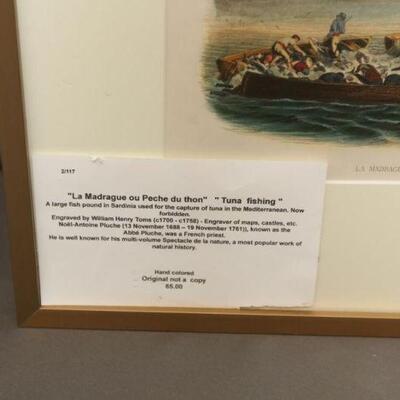 LA MADRAGUE
2/117
"La Madrague ou Peche du thon" " Tuna fishing "
A large fish pound in Sardinia used for the capture of tuna in the Mediterranean. Now
forbidden.
Engraved by William Henry Toms (c1700 - c1758) - Engraver of maps, castles, etc.
Noël-Antoine Pluche (13 November 1688 – 19 November 1761)), known as the
Abbé Pluche, was a French priest.
He is well known for his multi-volume Spectacle de la nature, a most popular work of
natural history.
Hand colored
Original not a copy
65.00